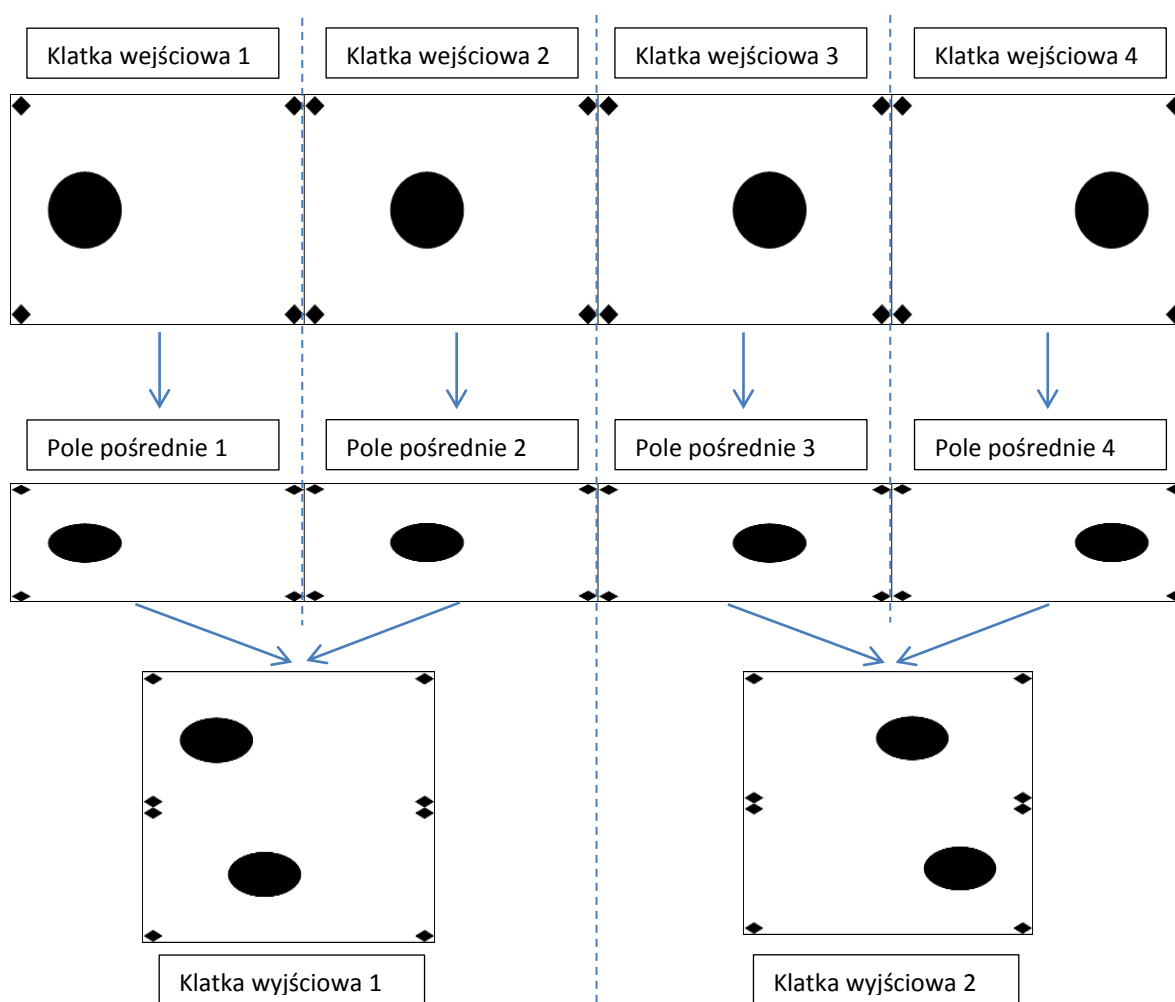 Klatka wejściowa 1
Klatka wejściowa 2
Klatka wejściowa 3
Klatka wejściowa 4
Pole pośrednie 1
Pole pośrednie 2
Pole pośrednie 3
Pole pośrednie 4
Klatka wyjściowa 1
Klatka wyjściowa 2